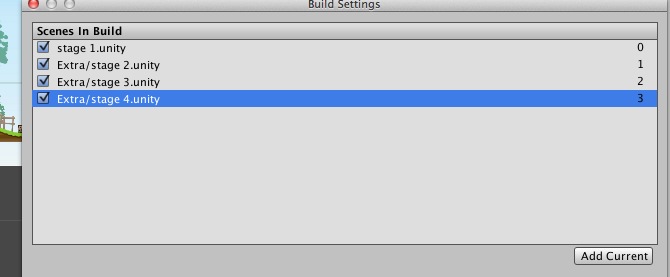 Build Settings
Scenes In Build
stage 1.unity 0
Extra/stage 2.unity 1
Extra/stage 3.unity 2
Extra/stage 4.unity 3
Add Current